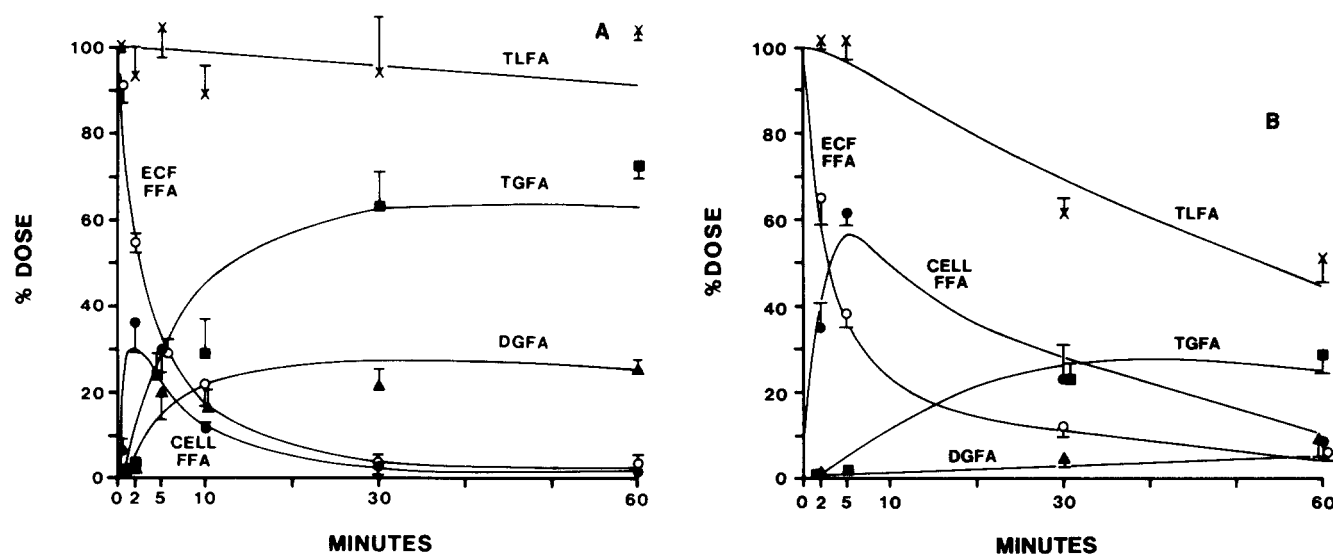 A
100
80
60
40
20
0
% DOSE
TLFA
ECF
FFA
TGFA
DGFA
CELL
FFA
0 2 5 10 30 60
MINUTES
B
100
80
60
40
20
0
% DOSE
ECF
FFA
TLFA
CELL
FFA
TGFA
DGFA
0 2 5 10 30 60
MINUTES